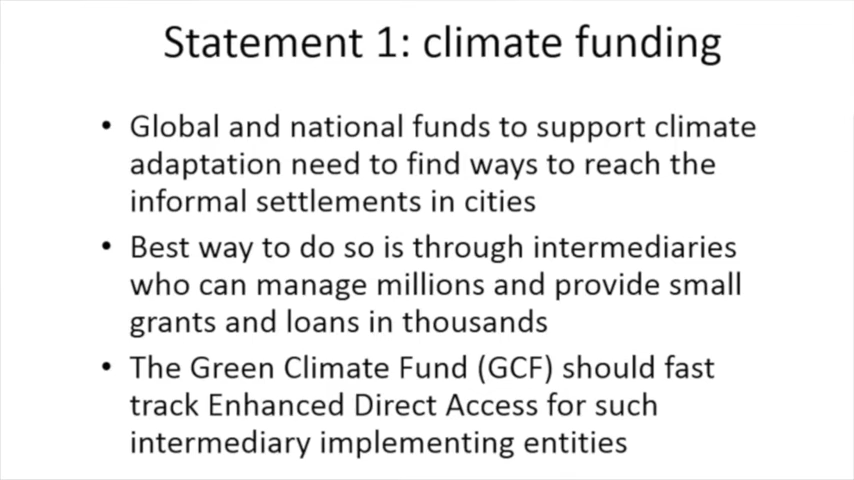 Statement 1: climate funding
• Global and national funds to support climate
adaptation need to find ways to reach the
informal settlements in cities
• Best way to do so is through intermediaries
who can manage millions and provide small
grants and loans in thousands
• The Green Climate Fund (GCF) should fast
track Enhanced Direct Access for such
intermediary implementing entities